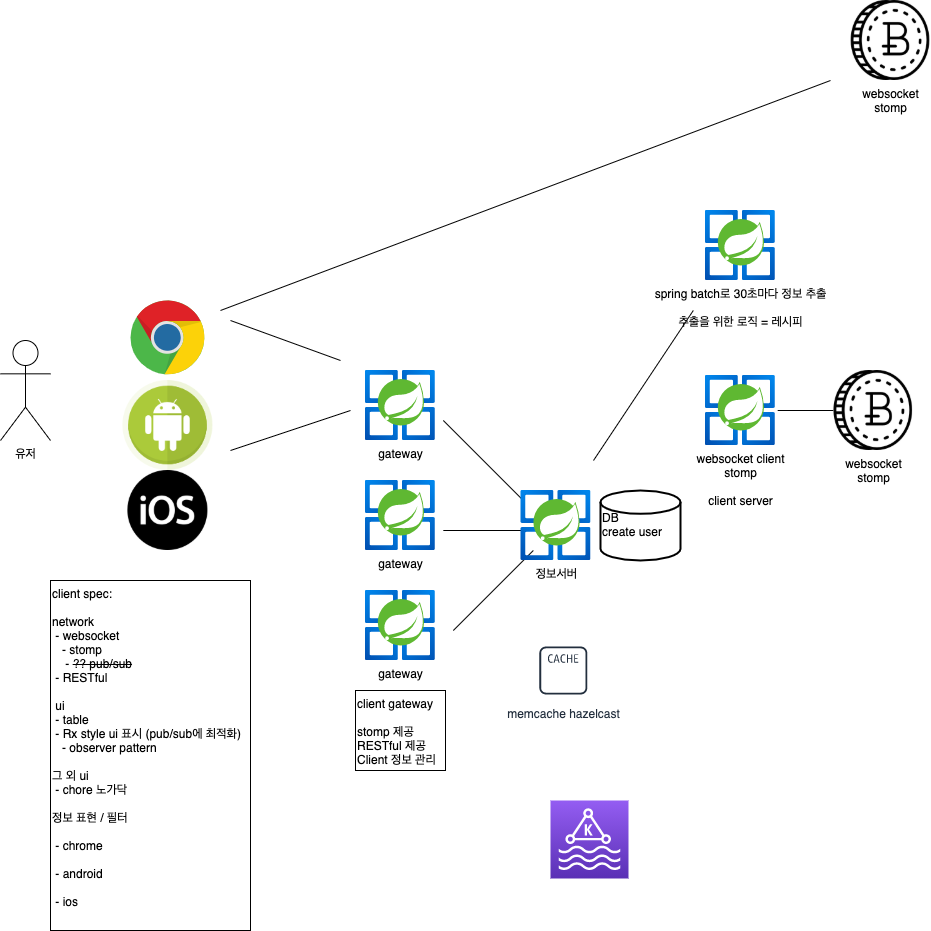 websocket
stomp
spring batch로 30초마다 정보 추출
추출을 위한 로직 = 레시피
유저
iOS
gateway
websocket client
stomp
client server
websocket
stomp
gateway
DB
create user
정보서버
gateway
client spec:
network
- websocket
- stomp
- ?? pub/sub
- RESTful
ui
- table
- Rx style ui 표시 (pub/sub에 최적화)
- observer pattern
그 외 ui
- chore 노가닥
정보 표현 / 필터
- chrome
- android
- ios
client gateway
stomp 제공
RESTful 제공
Client 정보 관리
CACHE
memcache hazelcast
K